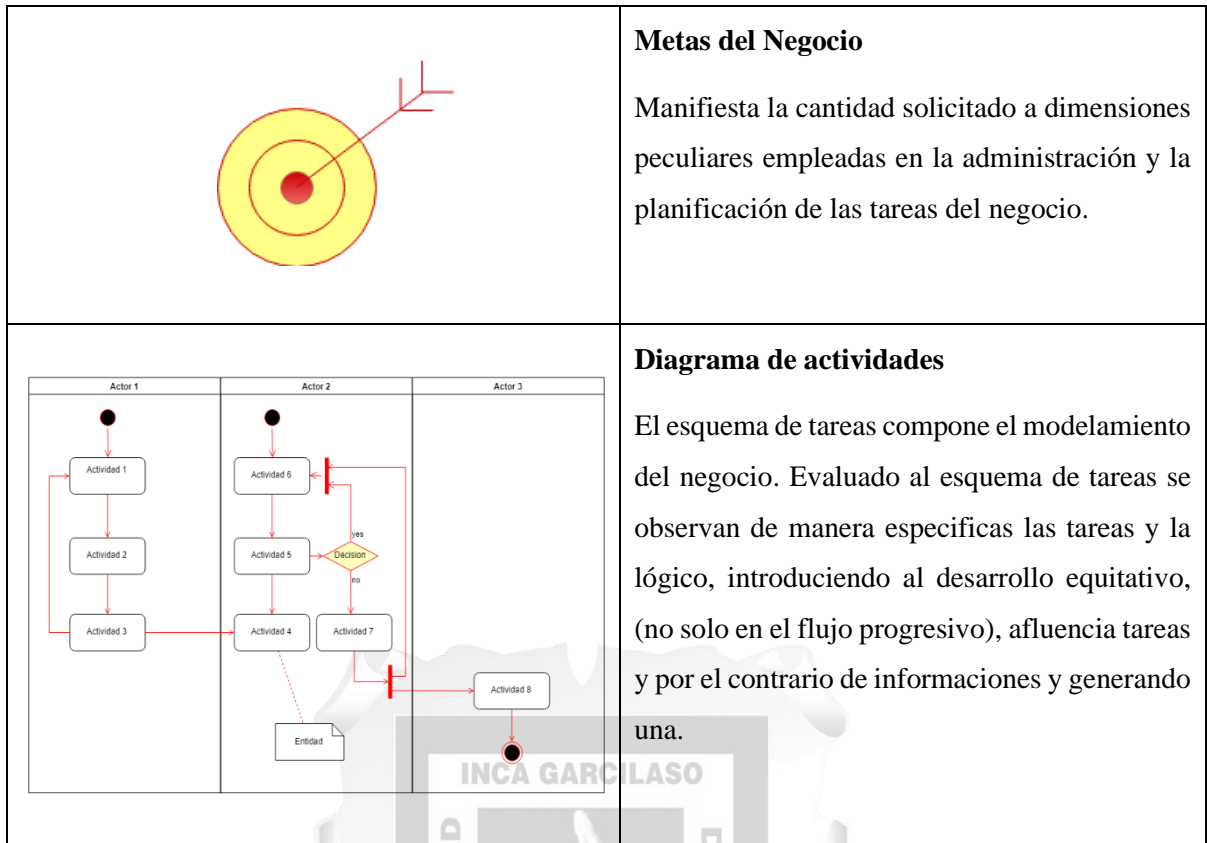 Metas del Negocio
Manifiesta la cantidad solicitado a dimensiones
peculiares empleadas en la administración y la
planificación de las tareas del negocio.
Actor 1
Actor 2
Actor 3
Actividad 1
Actividad 6
yes
Actividad 2
Actividad 5
Decision
no
Actividad 3
Actividad 4
Actividad 7
Actividad 8
Entidad
Diagrama de actividades
El esquema de tareas compone el modelamiento
del negocio. Evaluado al esquema de tareas se
observan de manera especificas las tareas y la
lógico, introduciendo al desarrollo equitativo,
(no solo en el flujo progresivo), afluencia tareas
y por el contrario de informaciones y generando
una.
INCA GARCILASO
D
D